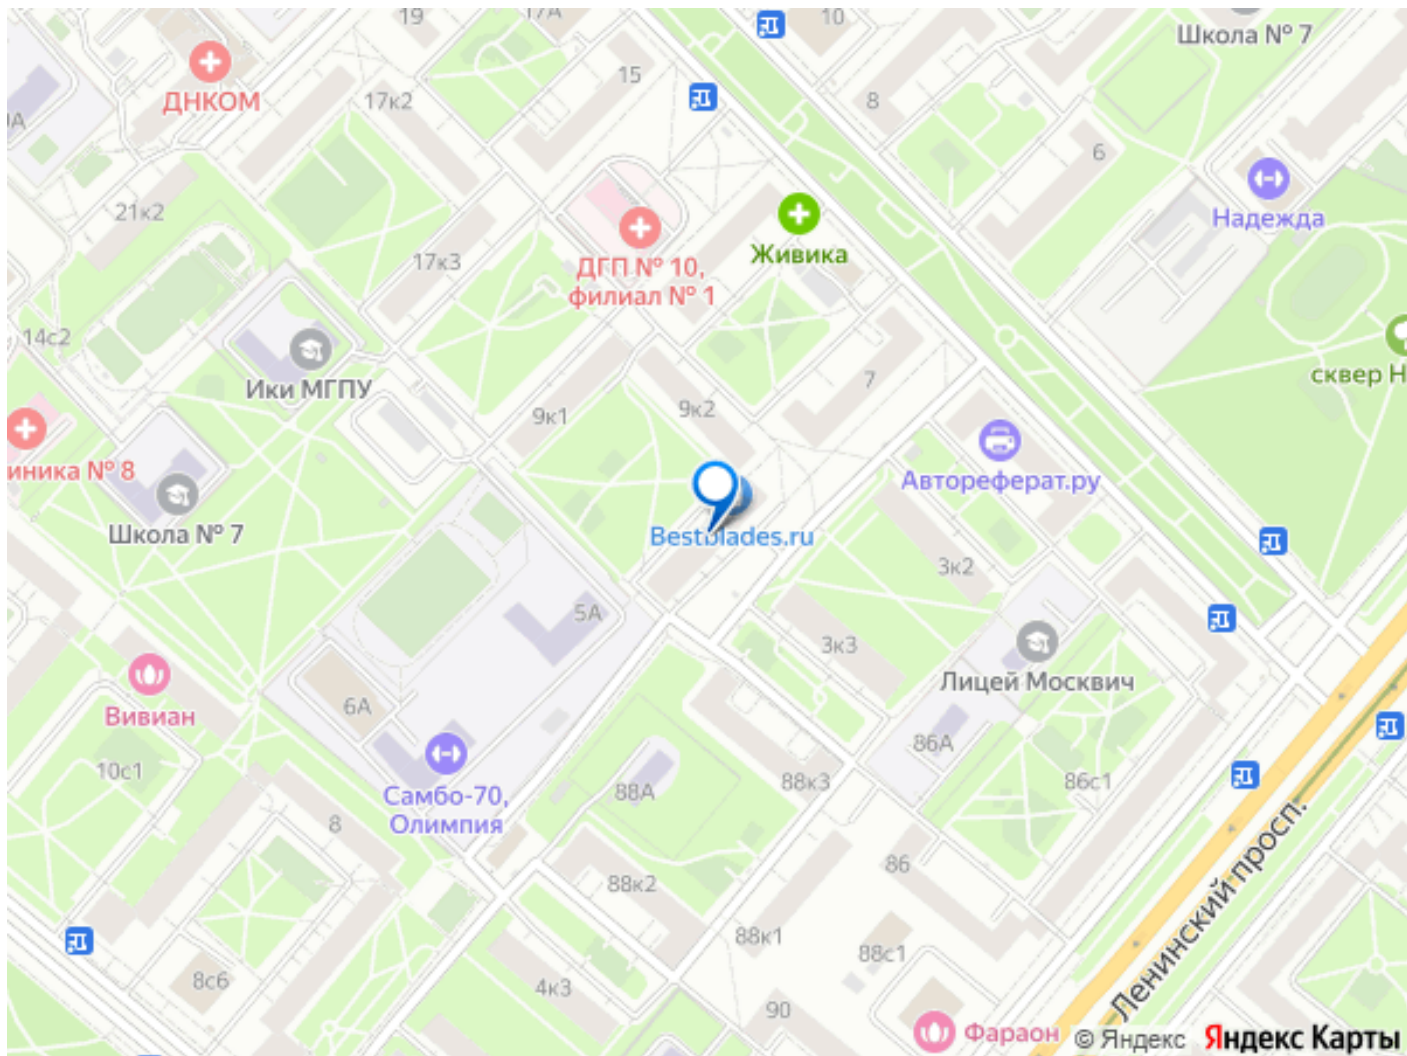 19
17А
10
Школа № 7
15
ДНКОМ
17к2
8
6
21к2
Надежда
17к3
Живика
ДГП № 10,
филиал № 1
14с2
Ики МГПУ
7
сквер Н
9к1
9к2
иника № 8
Автореферат.ру
Школа № 7
Bestblades.ru
3к2
5А
3к3
Лицей Москвич
6А
Вивиан
86А
10с1
88А
88к3
86с1
Самбо-70,
Олимпия
8
Ленинский просп.
86
88к2
88к1
88с1
8с6
4к3
90
Фараон
© Яндекс
Яндекс Карты